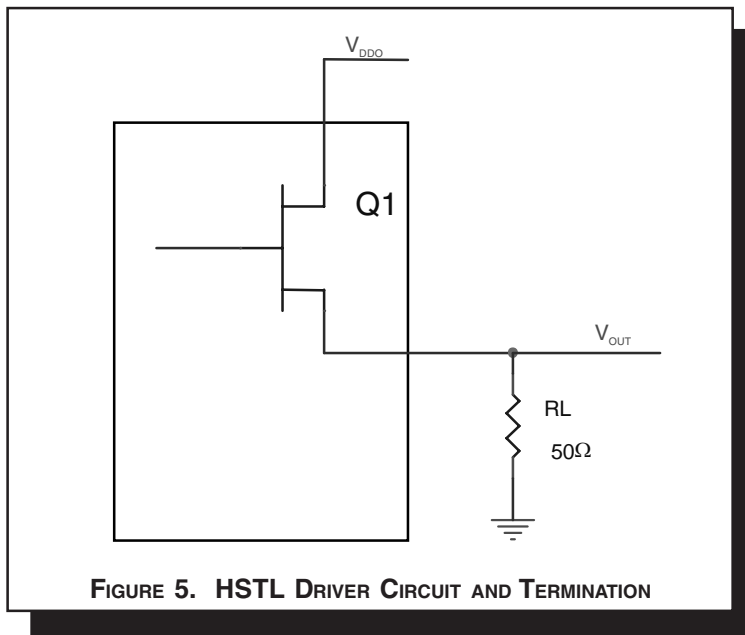 VDDO
Q1
VOUT
RL
50Ω
FIGURE 5. HSTL DRIVER CIRCUIT AND TERMINATION